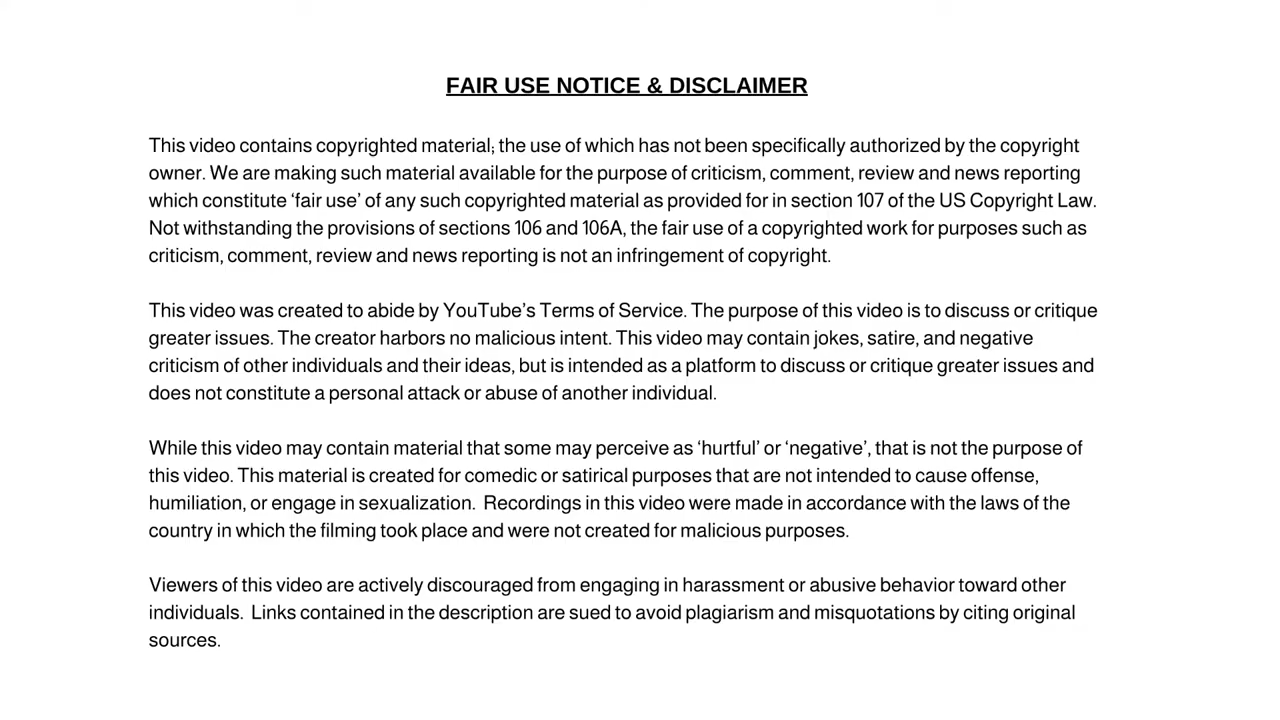 FAIR USE NOTICE & DISCLAIMER
This video contains copyrighted material; the use of which has not been specifically authorized by the copyright
owner. We are making such material available for the purpose of criticism, comment, review and news reporting
which constitute ‘fair use’ of any such copyrighted material as provided for in section 107 of the US Copyright Law.
Not withstanding the provisions of sections 106 and 106A, the fair use of a copyrighted work for purposes such as
criticism, comment, review and news reporting is not an infringement of copyright.
This video was created to abide by YouTube’s Terms of Service. The purpose of this video is to discuss or critique
greater issues. The creator harbors no malicious intent. This video may contain jokes, satire, and negative
criticism of other individuals and their ideas, but is intended as a platform to discuss or critique greater issues and
does not constitute a personal attack or abuse of another individual.
While this video may contain material that some may perceive as ‘hurtful’ or ‘negative’, that is not the purpose of
this video. This material is created for comedic or satirical purposes that are not intended to cause offense,
humiliation, or engage in sexualization.  Recordings in this video were made in accordance with the laws of the
country in which the filming took place and were not created for malicious purposes.
Viewers of this video are actively discouraged from engaging in harassment or abusive behavior toward other
individuals.  Links contained in the description are sued to avoid plagiarism and misquotations by citing original
sources.